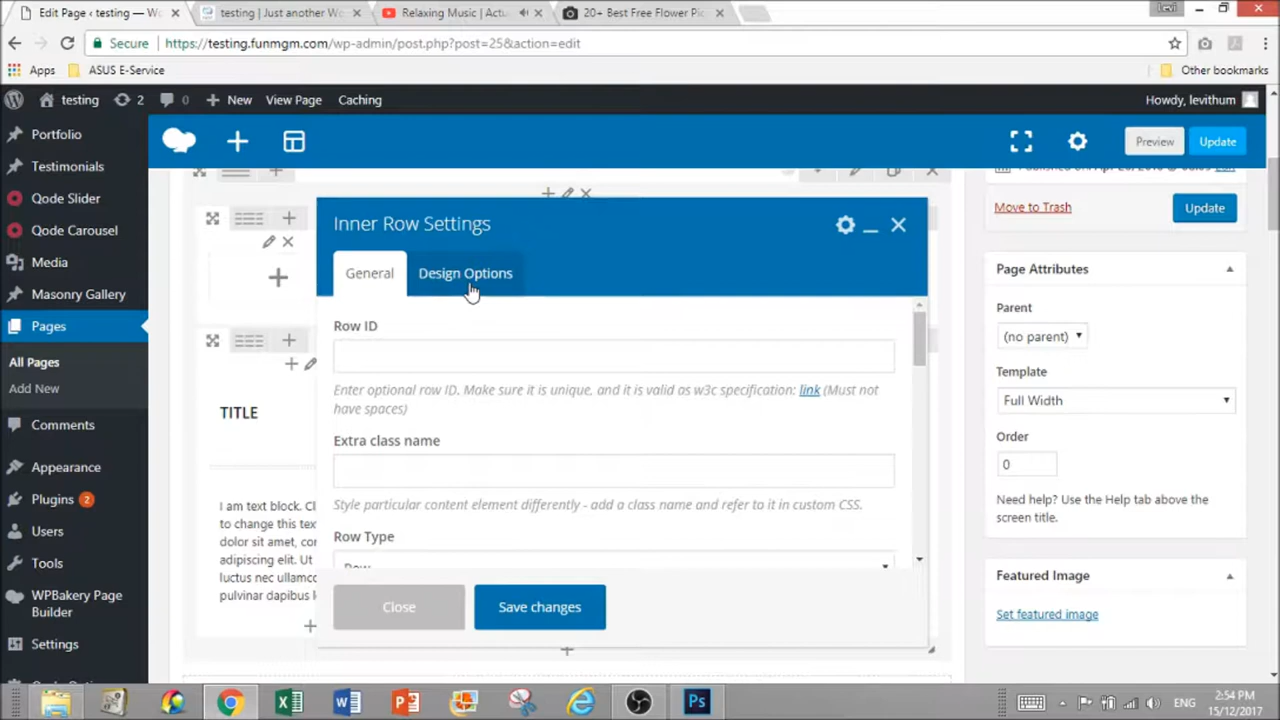 Edit Page ‹ testing — Wo
testing | Just another W
Relaxing Music | Actu
20+ Best Free Flower Pi
Levi
Secure
https://testing.funmgm.com/wp-admin/post.php?post=25&action=edit
Apps
ASUS E-Service
Other bookmarks
testing
2
0
New
View Page
Caching
Howdy, levithum
Portfolio
Testimonials
Qode Slider
Qode Carousel
Media
Masonry Gallery
Pages
All Pages
Add New
Comments
Appearance
Plugins 2
Users
Tools
WPBakery Page
Builder
Settings
Preview
Update
Move to Trash
Update
Inner Row Settings
General
Design Options
Row ID
Enter optional row ID. Make sure it is unique, and it is valid as w3c specification: link (Must not
have spaces)
Extra class name
Style particular content element differently - add a class name and refer to it in custom CSS.
Row Type
Row
Close
Save changes
TITLE
I am text block. Cl
to change this tex
dolor sit amet, con
adipiscing elit. Ut
luctus nec ullamco
pulvinar dapibus l
Page Attributes
Parent
(no parent)
Template
Full Width
Order
0
Need help? Use the Help tab above the
screen title.
Featured Image
Set featured image
ENG
2:54 PM
15/12/2017